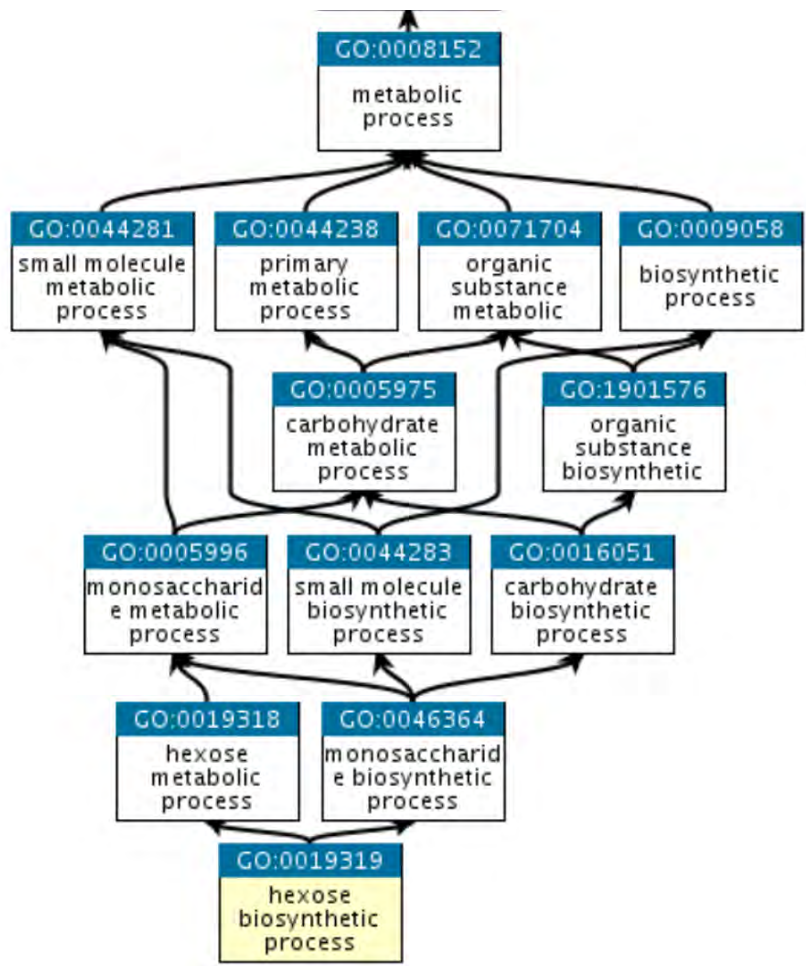 GO:0008152
metabolic
process
GO:0044281
small molecule
metabolic
process
GO:0044238
primary
metabolic
process
GO:0071704
organic
substance
metabolic
GO:0009058
biosynthetic
process
GO:0005975
carbohydrate
metabolic
process
GO:1901576
organic
substance
biosynthetic
GO:0005996
monosaccharid
e metabolic
process
GO:0044283
small molecule
biosynthetic
process
GO:0016051
carbohydrate
biosynthetic
process
GO:0019318
hexose
metabolic
process
GO:0046364
monosaccharid
e biosynthetic
process
GO:0019319
hexose
biosynthetic
process